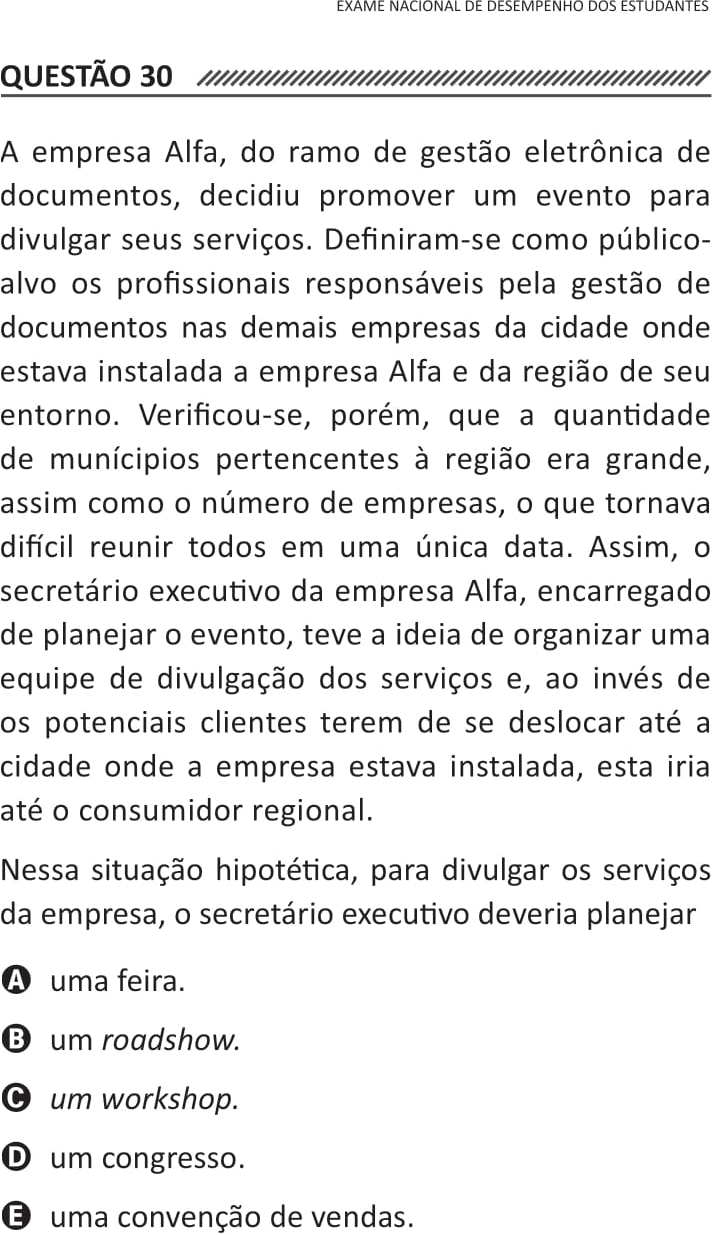 EXAME NACIONAL DE DESEMPENHO DOS ESTUDANTES
QUESTÃO 30
A empresa Alfa, do ramo de gestão eletrônica de
documentos, decidiu promover um evento para
divulgar seus serviços. Definiram-se como público-
alvo os profissionais responsáveis pela gestão de
documentos nas demais empresas da cidade onde
estava instalada a empresa Alfa e da região de seu
entorno. Verificou-se, porém, que a quantidade
de munícipios pertencentes à região era grande,
assim como o número de empresas, o que tornava
difícil reunir todos em uma única data. Assim, o
secretário executivo da empresa Alfa, encarregado
de planejar o evento, teve a ideia de organizar uma
equipe de divulgação dos serviços e, ao invés de
os potenciais clientes terem de se deslocar até a
cidade onde a empresa estava instalada, esta iria
até o consumidor regional.
Nessa situação hipotética, para divulgar os serviços
da empresa, o secretário executivo deveria planejar
A uma feira.
B um roadshow.
C um workshop.
D um congresso.
E uma convenção de vendas.